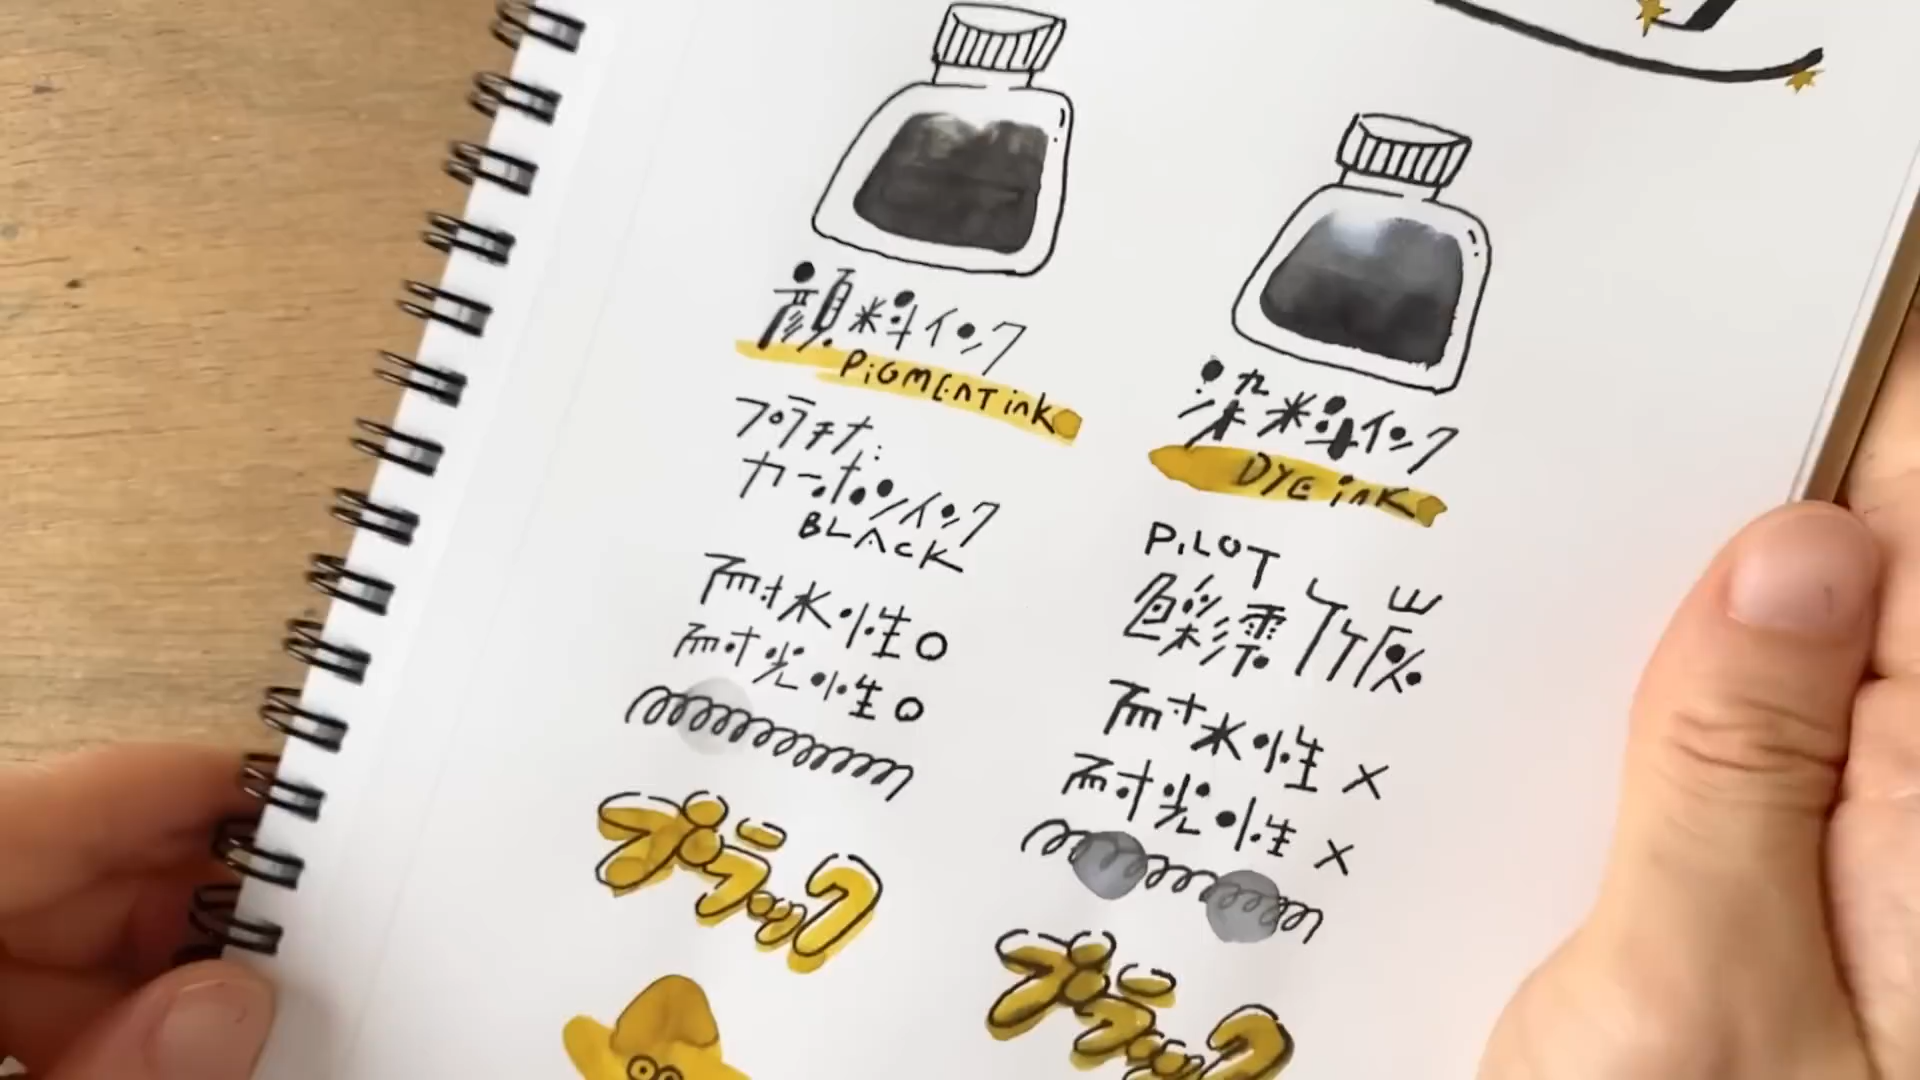 顔料インク
PiGMENT ink
プラチナ:
カーボンインク
BLACK
耐水性○
耐光性○
ブラック
染料インク
DYE ink
PiLOT
色彩雫 竹炭
耐水性×
耐光性×
ブラック